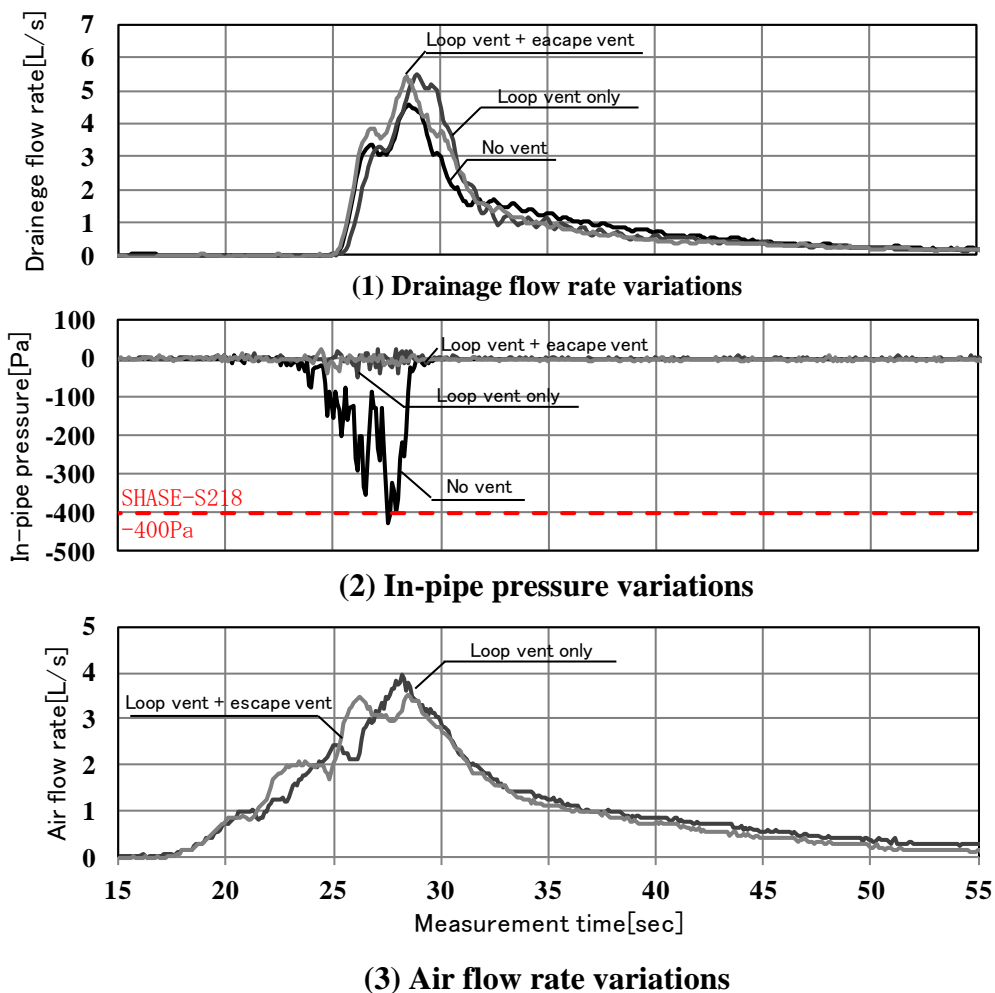 Drainege flow rate[L/s]
7
6
5
4
3
2
1
0
Loop vent + eacape vent
Loop vent only
No vent
(1) Drainage flow rate variations
In-pipe pressure[Pa]
100
0
-100
-200
-300
-400
-500
Loop vent + eacape vent
Loop vent only
No vent
SHASE-S218
-400Pa
(2) In-pipe pressure variations
Air flow rate[L/s]
5
4
3
2
1
0
Loop vent only
Loop vent + escape vent
15 20 25 30 35 40 45 50 55
Measurement time[sec]
(3) Air flow rate variations